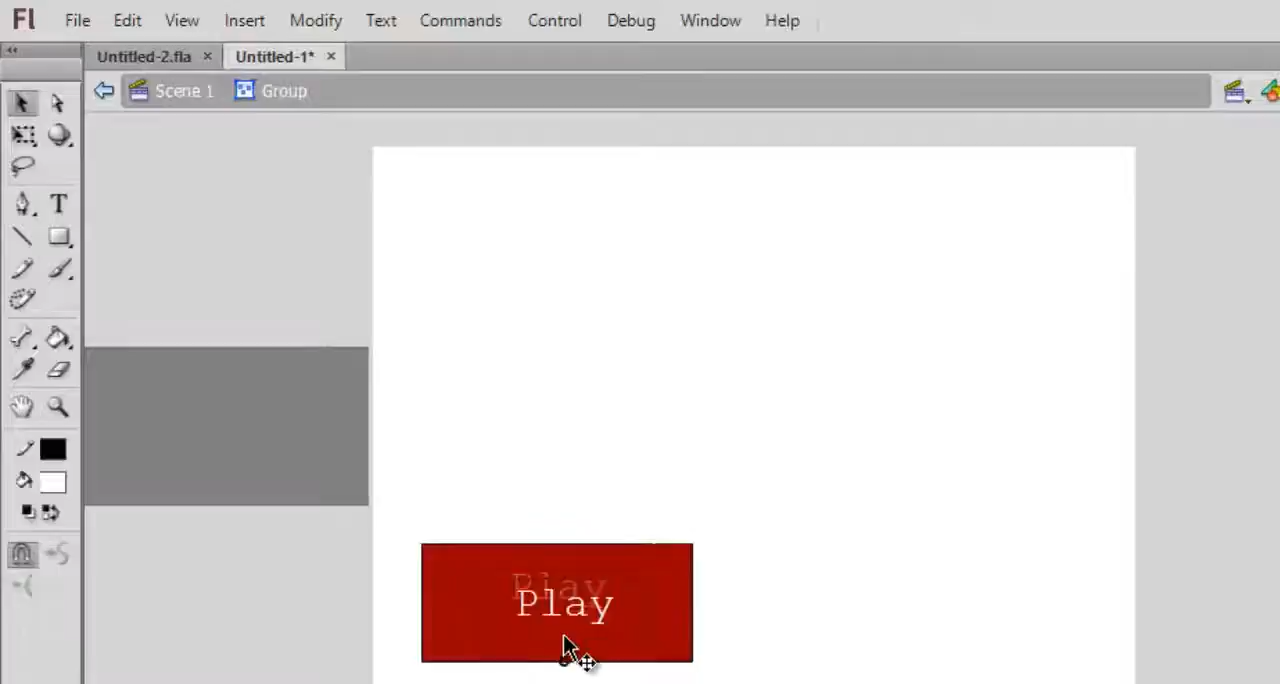 Fl File Edit View Insert Modify Text Commands Control Debug Window Help
Untitled-2.fla × Untitled-1* ×
Scene 1 Group
T
Play
Play